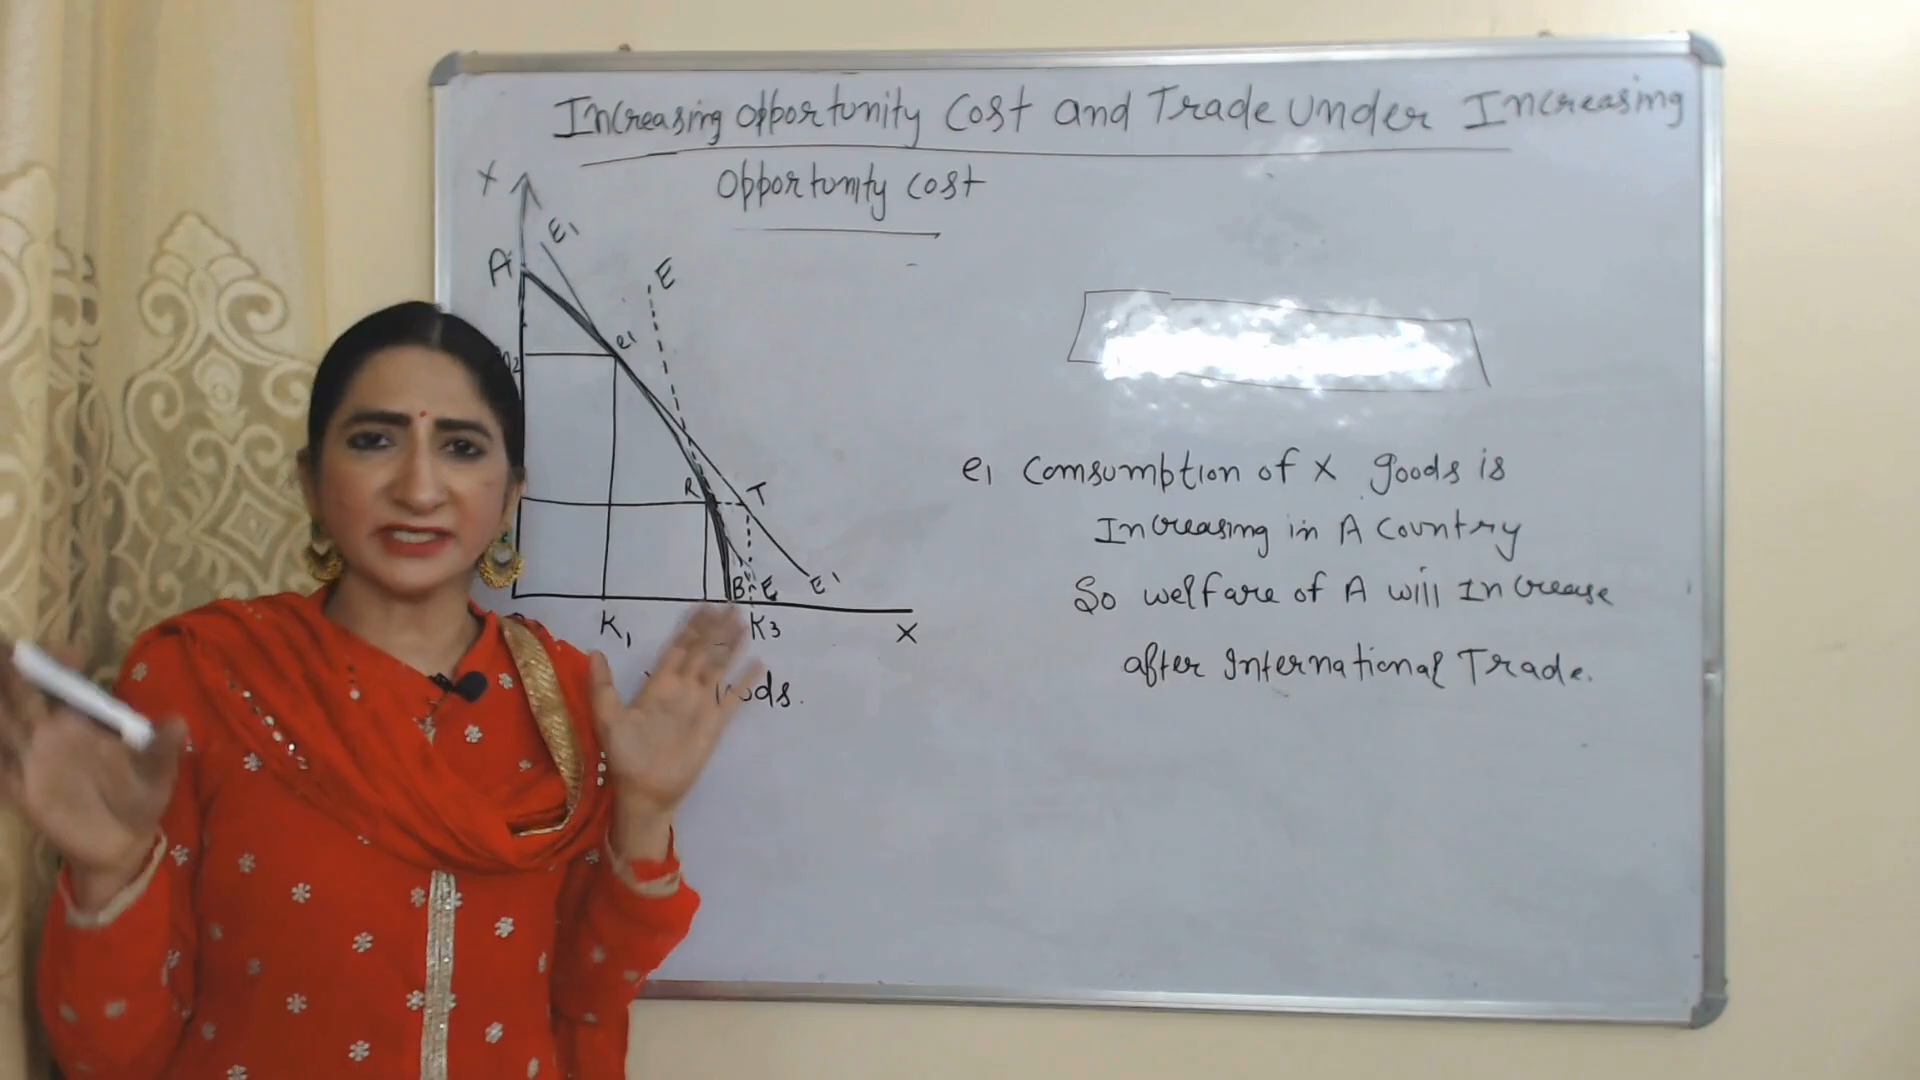 Increasing Opportunity Cost and Trade Under Increasing
Opportunity Cost
X
E1
E
A
e1
2
R
T
B
E
E'
K1
K3
X
e1 Consumption of X goods is
Increasing in A Country
So welfare of A will Increase
after International Trade.